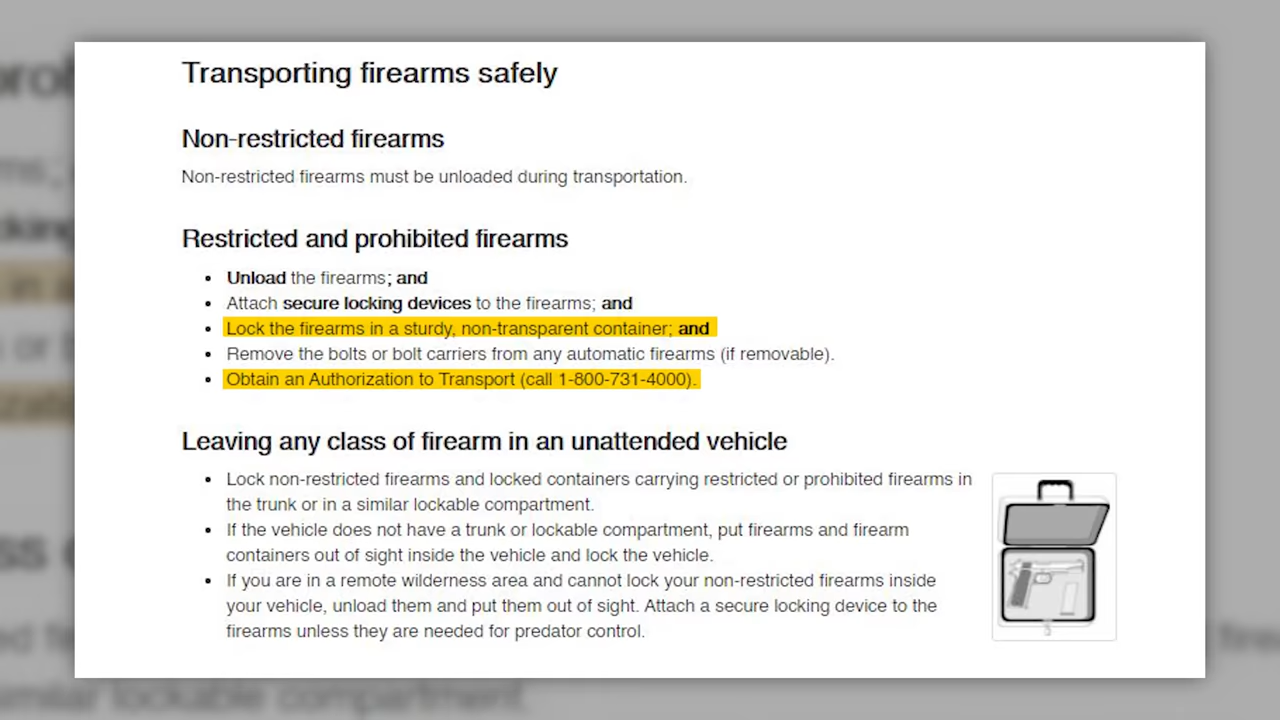 Transporting firearms safely
Non-restricted firearms
Non-restricted firearms must be unloaded during transportation.
Restricted and prohibited firearms
• Unload the firearms; and
• Attach secure locking devices to the firearms; and
• Lock the firearms in a sturdy, non-transparent container; and
• Remove the bolts or bolt carriers from any automatic firearms (if removable).
• Obtain an Authorization to Transport (call 1-800-731-4000).
Leaving any class of firearm in an unattended vehicle
• Lock non-restricted firearms and locked containers carrying restricted or prohibited firearms in
the trunk or in a similar lockable compartment.
• If the vehicle does not have a trunk or lockable compartment, put firearms and firearm
containers out of sight inside the vehicle and lock the vehicle.
• If you are in a remote wilderness area and cannot lock your non-restricted firearms inside
your vehicle, unload them and put them out of sight. Attach a secure locking device to the
firearms unless they are needed for predator control.
similar lockable compartment.